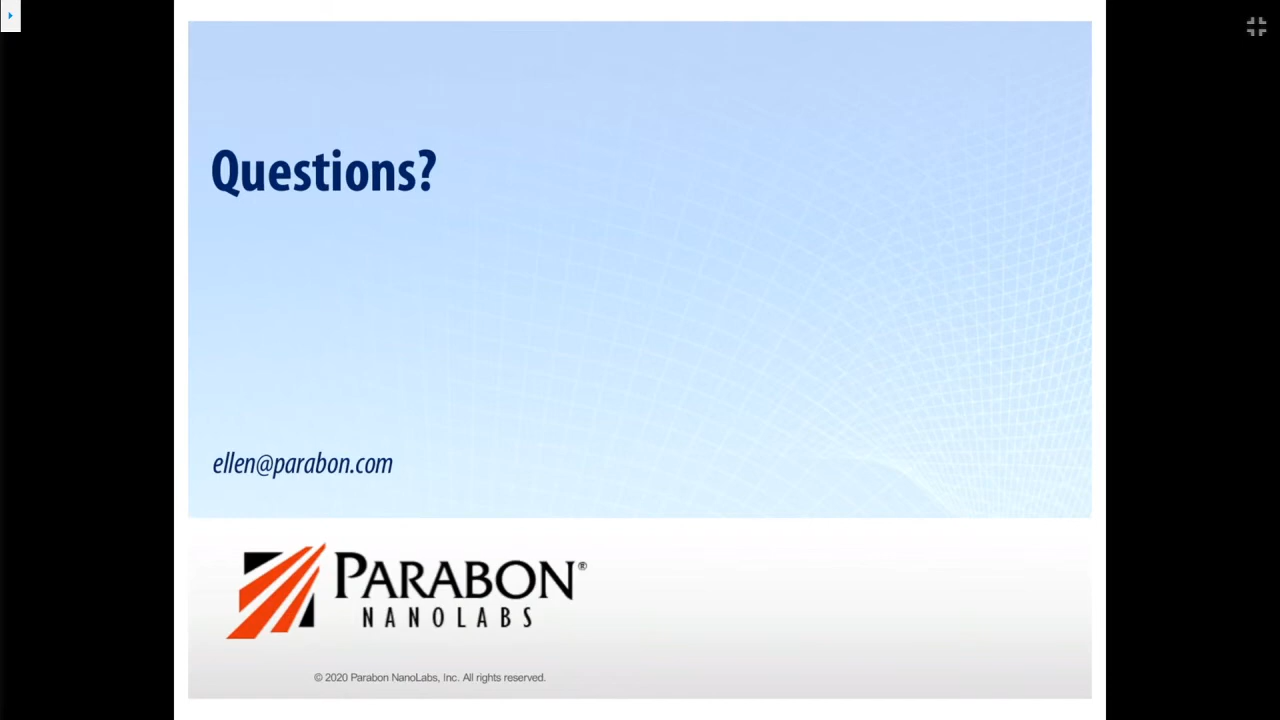 Questions?
ellen@parabon.com
PARABON®
NANOLABS
© 2020 Parabon NanoLabs, Inc. All rights reserved.